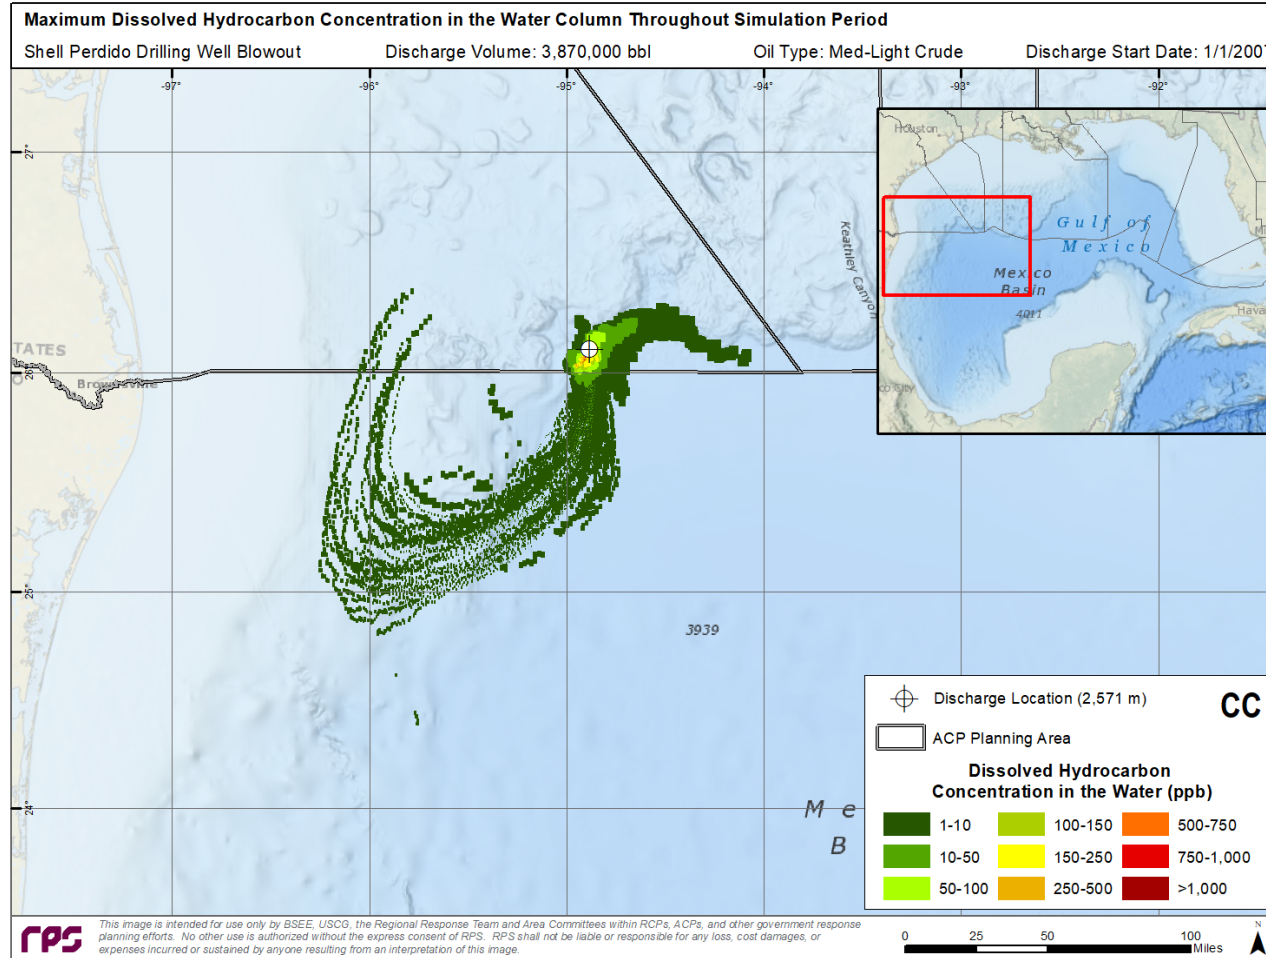 Maximum Dissolved Hydrocarbon Concentration in the Water Column Throughout Simulation Period
Shell Perdido Drilling Well Blowout Discharge Volume: 3,870,000 bbl Oil Type: Med-Light Crude Discharge Start Date: 1/1/2007
-97° -96° -95° -94° -93° -92°
27°
26°
25°
24°
Houston
Gulf of
Mexico
Mexico
Basin
4011
Hava
Keathley Canyon
TATES
Brownsville
3939
M e
B
Discharge Location (2,571 m)
CC
ACP Planning Area
Dissolved Hydrocarbon
Concentration in the Water (ppb)
1-10 100-150 500-750
10-50 150-250 750-1,000
50-100 250-500 >1,000
rps
This image is intended for use only by BSEE, USCG, the Regional Response Team and Area Committees within RCPs, ACPs, and other government response
planning efforts. No other use is authorized without the express consent of RPS. RPS shall not be liable or responsible for any loss, cost damages, or
expenses incurred or sustained by anyone resulting from an interpretation of this image.
0 25 50 100
Miles
N